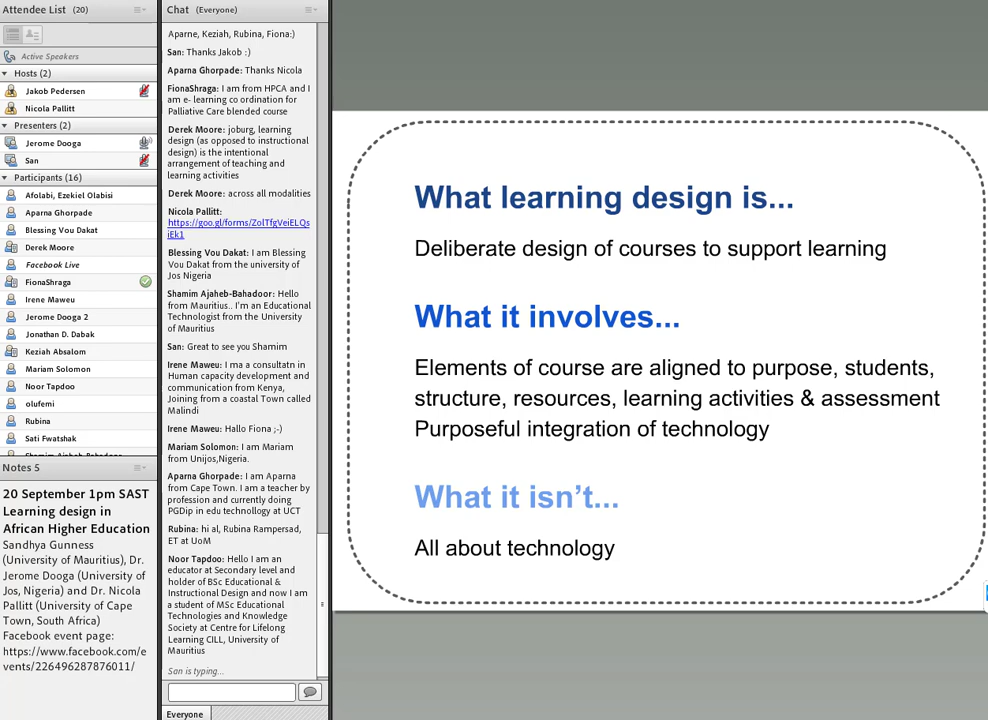 Attendee List (20)
Active Speakers
Hosts (2)
Jakob Pedersen
Nicola Pallitt
Presenters (2)
Jerome Dooga
San
Participants (16)
Afolabi, Ezekiel Olabisi
Aparna Ghorpade
Blessing Vou Dakat
Derek Moore
Facebook Live
FionaShraga
Irene Maweu
Jerome Dooga 2
Jonathan D. Dabak
Keziah Absalom
Mariam Solomon
Noor Tapdoo
olufemi
Rubina
Sati Fwatshak
Shamim Ajaheb-Bahadoor
Notes 5
20 September 1pm SAST
Learning design in
African Higher Education
Sandhya Gunness
(University of Mauritius), Dr.
Jerome Dooga (University of
Jos, Nigeria) and Dr. Nicola
Pallitt (University of Cape
Town, South Africa)
Facebook event page:
https://www.facebook.com/e
vents/226496287876011/
Chat (Everyone)
Aparne, Keziah, Rubina, Fiona:)
San: Thanks Jakob :)
Aparna Ghorpade: Thanks Nicola
FionaShraga: I am from HPCA and I
am e- learning co ordination for
Palliative Care blended course
Derek Moore: joburg, learning
design (as opposed to instructional
design) is the intentional
arrangement of teaching and
learning activities
Derek Moore: across all modalities
Nicola Pallitt:
https://goo.gl/forms/ZolTfgVeiELQs
iEk1
Blessing Vou Dakat: I am Blessing
Vou Dakat from the university of
Jos Nigeria
Shamim Ajaheb-Bahadoor: Hello
from Mauritius.. I'm an Educational
Technologist from the University
of Mauritius
San: Great to see you Shamim
Irene Maweu: I ma a consultatn in
Human capacity development and
communication from Kenya,
Joining from a coastal Town called
Malindi
Irene Maweu: Hallo Fiona ;-)
Mariam Solomon: I am Mariam
from Unijos,Nigeria.
Aparna Ghorpade: I am Aparna
from Cape Town. I am a teacher by
profession and currently doing
PGDip in edu technollogy at UCT
Rubina: hi al, Rubina Rampersad,
ET at UoM
Noor Tapdoo: Hello I am an
educator at Secondary level and
holder of BSc Educational &
Instructional Design and now I am
a student of MSc Educational
Technologies and Knowledge
Society at Centre for Lifelong
Learning CILL, University of
Mauritius
San is typing...
Everyone
What learning design is...
Deliberate design of courses to support learning
What it involves...
Elements of course are aligned to purpose, students,
structure, resources, learning activities & assessment
Purposeful integration of technology
What it isn't...
All about technology